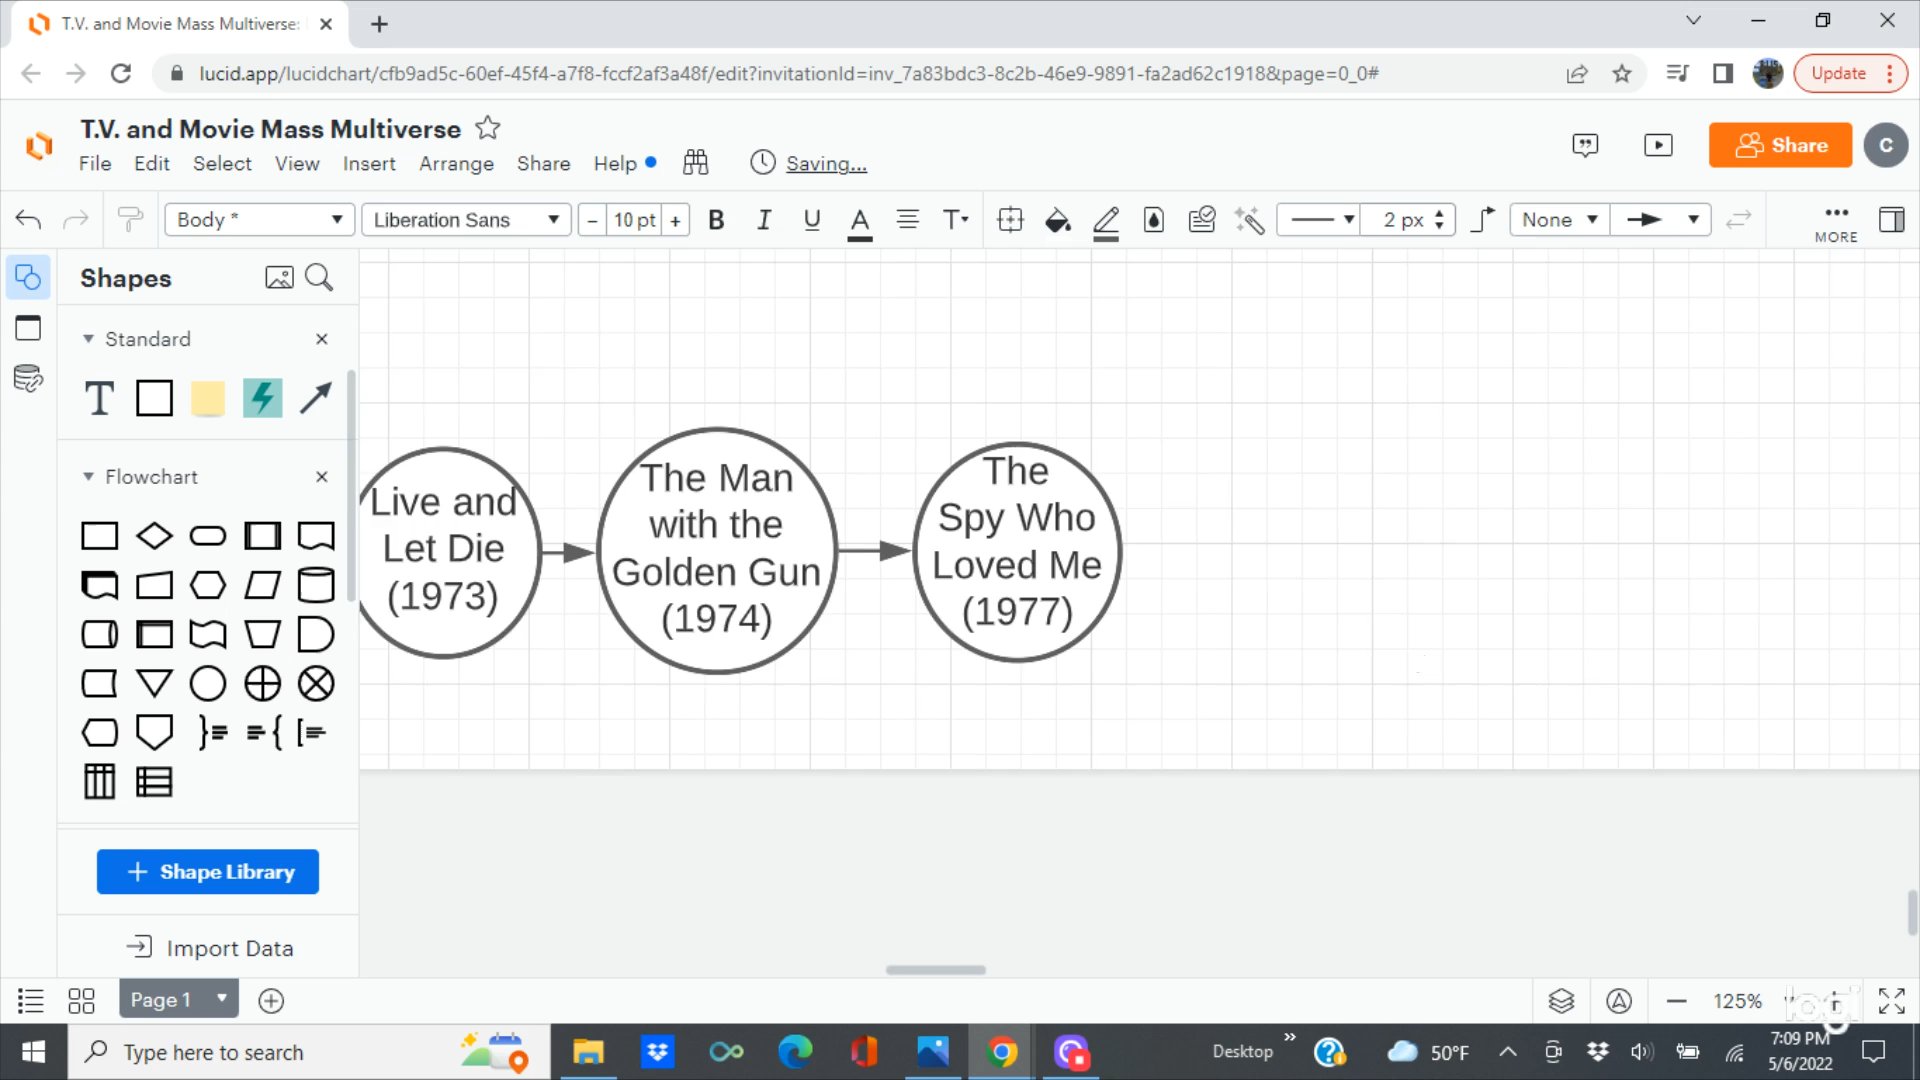 T.V. and Movie Mass Multiverse:
lucid.app/lucidchart/cfb9ad5c-60ef-45f4-a7f8-fccf2af3a48f/edit?invitationId=inv_7a83bdc3-8c2b-46e9-9891-fa2ad62c1918&page=0_0#
Update
T.V. and Movie Mass Multiverse
File Edit Select View Insert Arrange Share Help Saving...
Share
C
Body * Liberation Sans - 10 pt + B I U A T 2 px None MORE
Shapes
Standard
T
Flowchart
Live and
Let Die
(1973)
The Man
with the
Golden Gun
(1974)
The
Spy Who
Loved Me
(1977)
+ Shape Library
Import Data
Page 1
125%
logi
Type here to search
Desktop
50°F
7:09 PM
5/6/2022